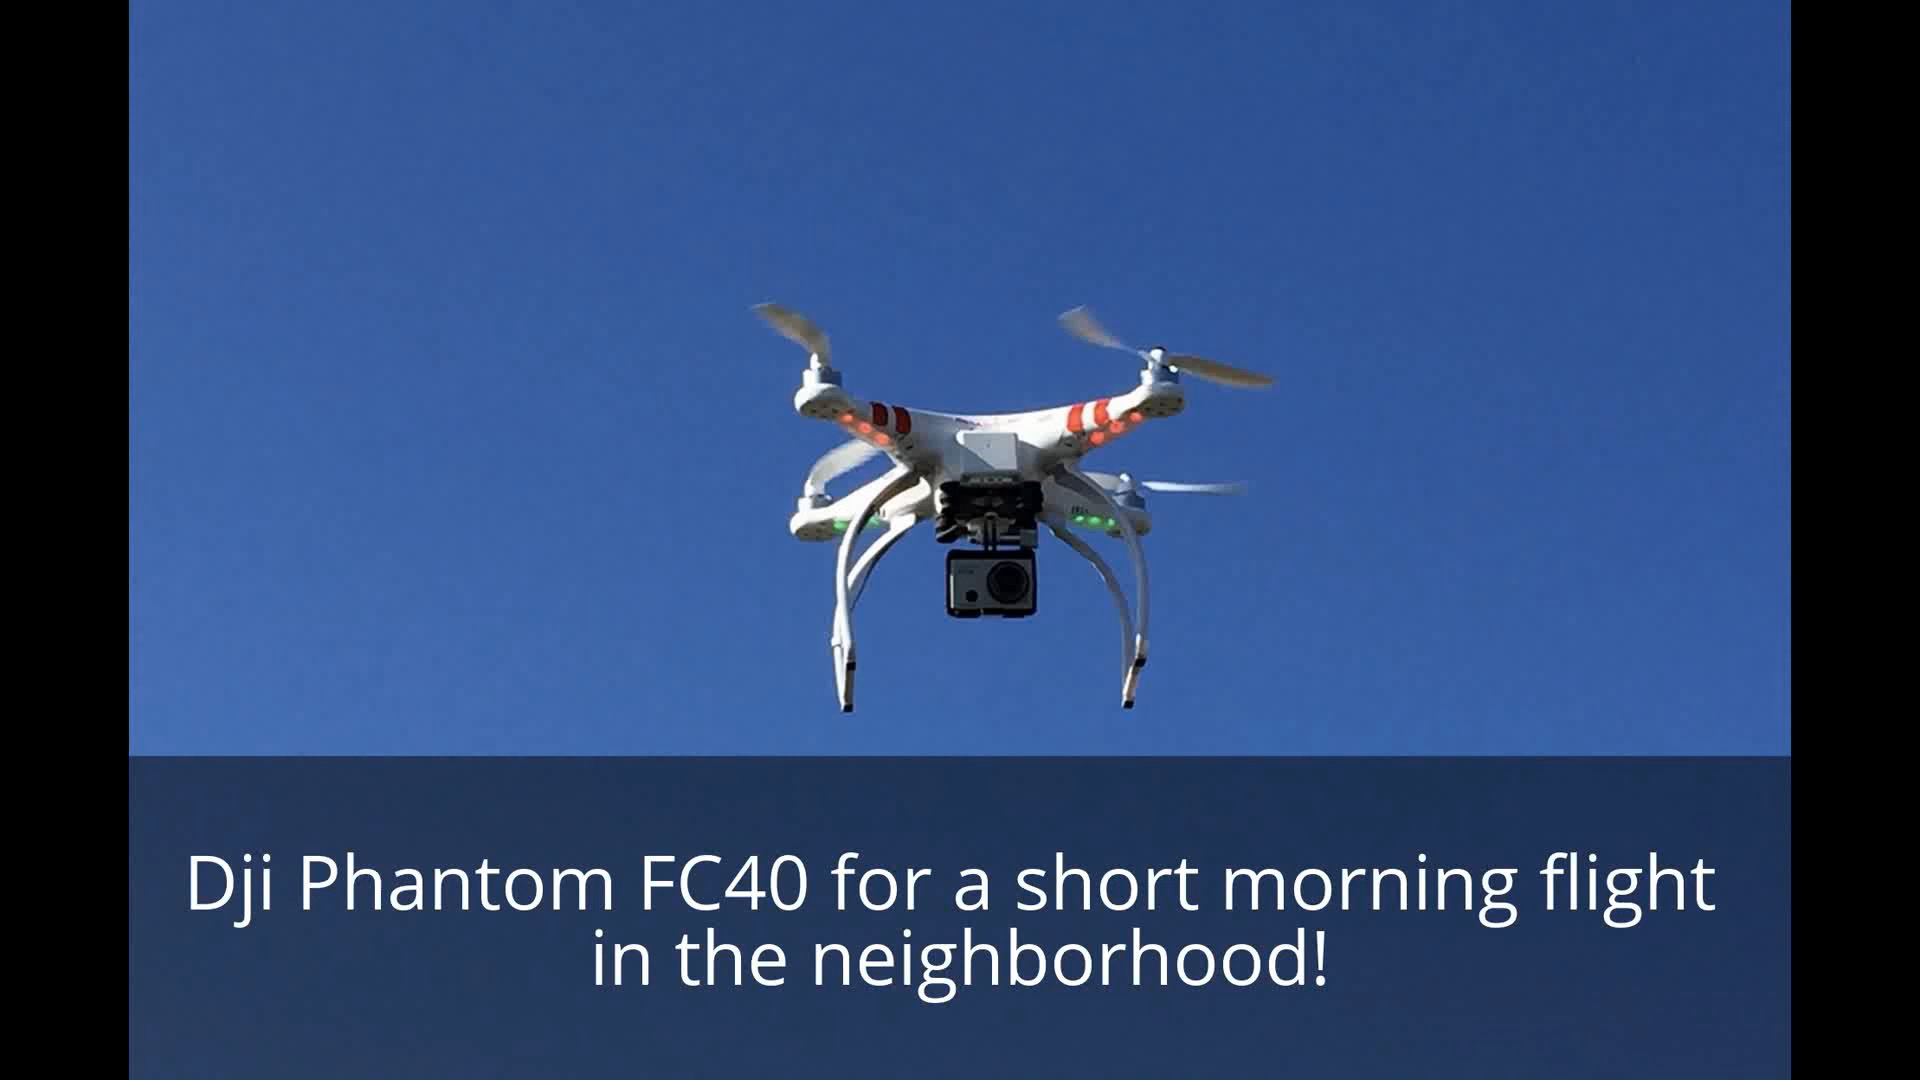 Dji Phantom FC40 for a short morning flight
in the neighborhood!